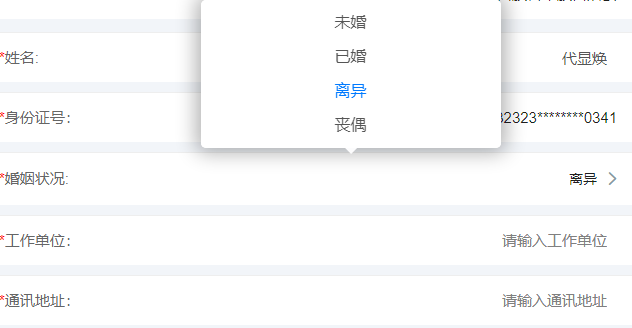 未婚
*姓名: 代显焕
已婚
离异
*身份证号: 32323********0341
丧偶
*婚姻状况: 离异
*工作单位: 请输入工作单位
*通讯地址: 请输入通讯地址